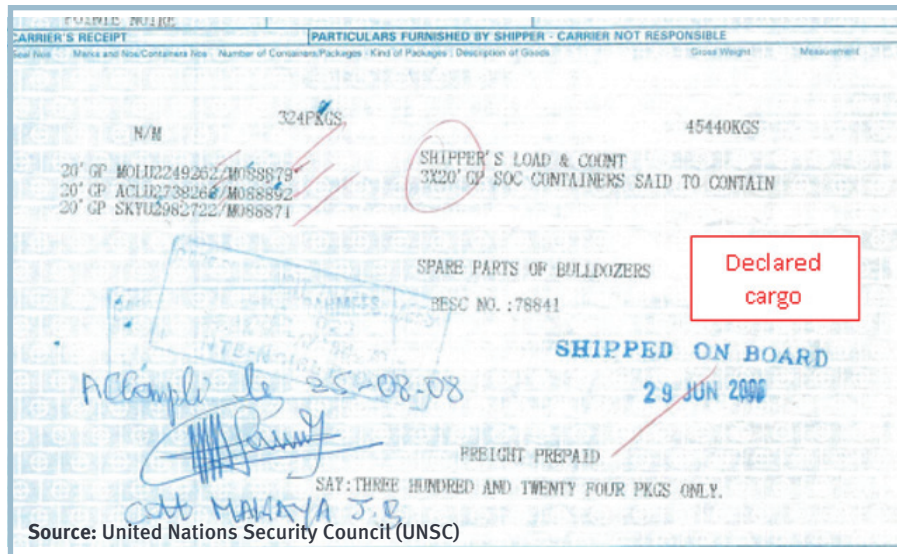 POINTE NOIRE
CARRIER'S RECEIPT
PARTICULARS FURNISHED BY SHIPPER - CARRIER NOT RESPONSIBLE
Seal Nos Marks and Nos/Containers Nos Number of Containers/Packages Kind of Packages Description of Goods Gross Weight Measurement
324PKGS.
N/M
45440KGS
SHIPPER'S LOAD & COUNT
20' GP MOLU2249262/M088879
3X20' GP SOC CONTAINERS SAID TO CONTAIN
20' GP ACLU2738262/M088892
20' GP SKYU2982722/M088871
SPARE PARTS OF BULLDOZERS
Declared
cargo
BESC NO.:78841
SHIPPED ON BOARD
29 JUN
Accompli le 25-08-08
FREIGHT PREPAID
SAY:THREE HUNDRED AND TWENTY FOUR PKGS ONLY.
MAKAYA J.B
Source: United Nations Security Council (UNSC)